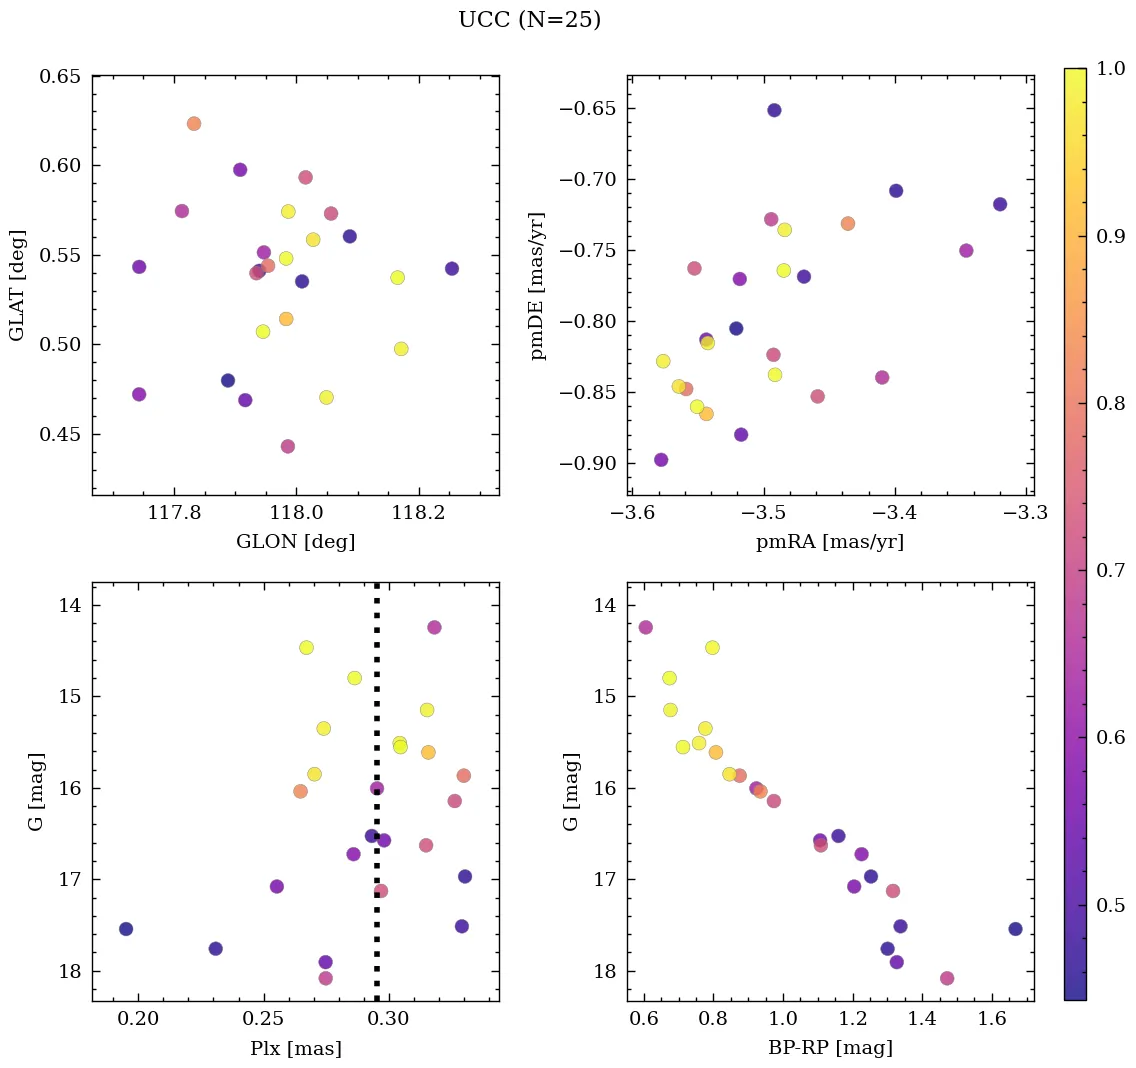 UCC (N=25)
0.65
0.60
0.55
0.50
0.45
GLAT [deg]
117.8 118.0 118.2
GLON [deg]
−0.65
−0.70
−0.75
−0.80
−0.85
−0.90
pmDE [mas/yr]
−3.6 −3.5 −3.4 −3.3
pmRA [mas/yr]
14
15
16
17
18
G [mag]
0.20 0.25 0.30
Plx [mas]
14
15
16
17
18
G [mag]
0.6 0.8 1.0 1.2 1.4 1.6
BP-RP [mag]
1.0
0.9
0.8
0.7
0.6
0.5